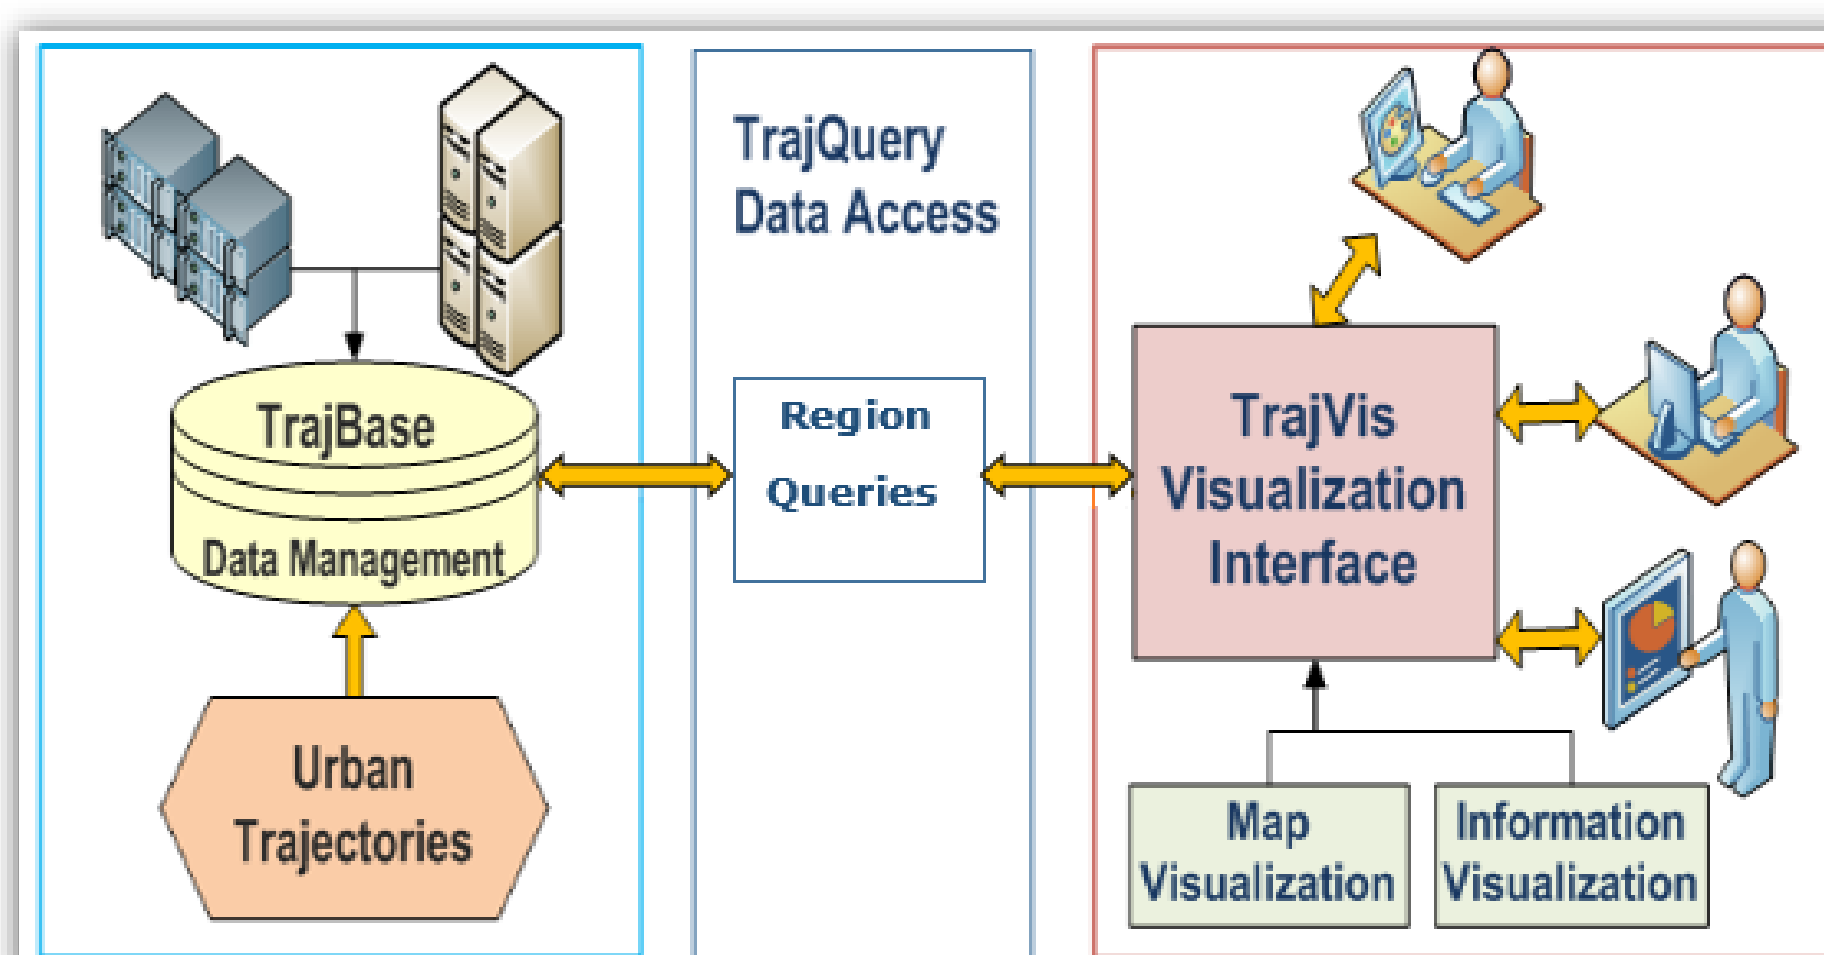 TrajBase
Data Management
Urban
Trajectories
TrajQuery
Data Access
Region
Queries
TrajVis
Visualization
Interface
Map
Visualization
Information
Visualization